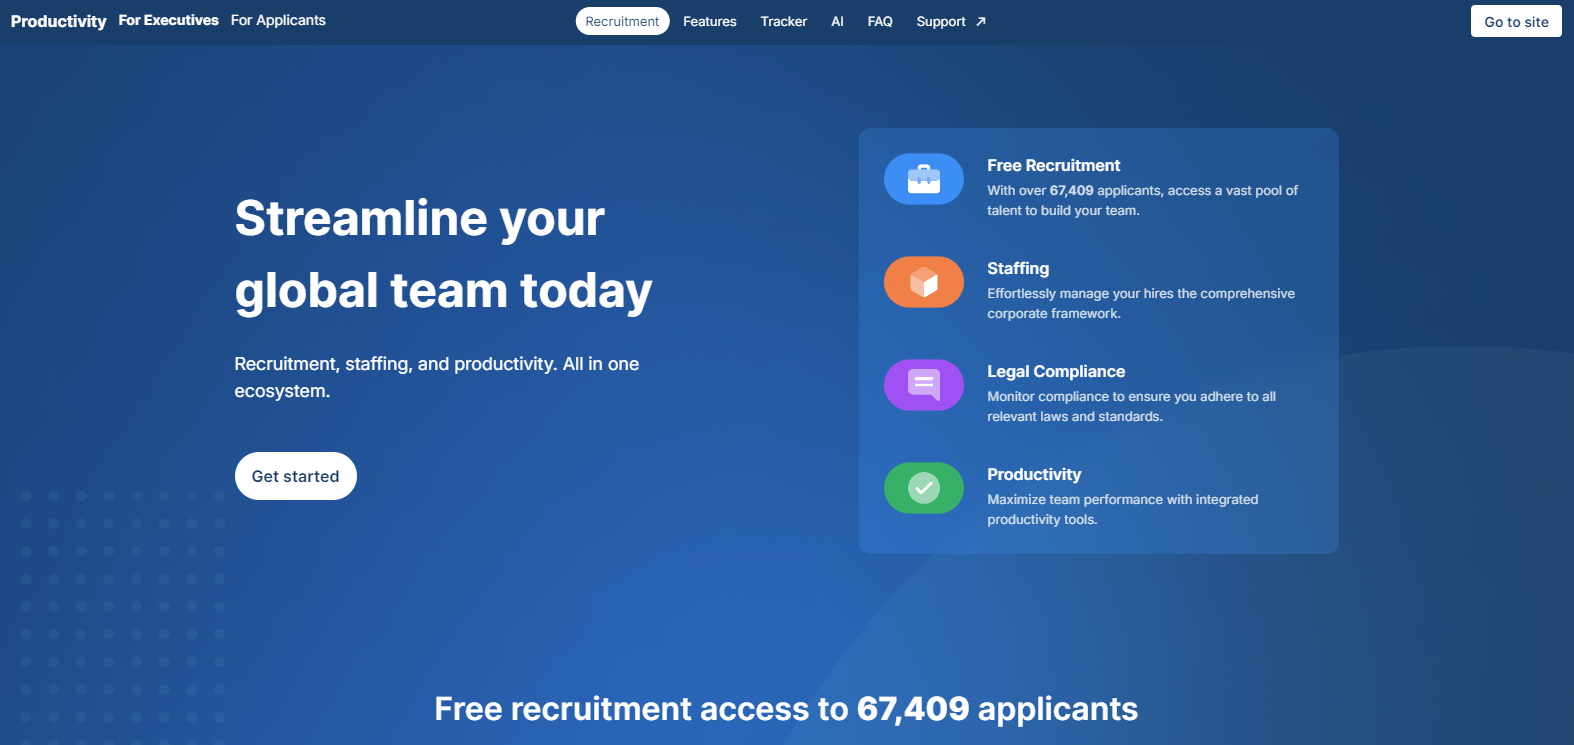 Productivity For Executives For Applicants Recruitment Features Tracker AI FAQ Support Go to site
Streamline your
global team today
Recruitment, staffing, and productivity. All in one
ecosystem.
Get started
Free Recruitment
With over 67,409 applicants, access a vast pool of
talent to build your team.
Staffing
Effortlessly manage your hires the comprehensive
corporate framework.
Legal Compliance
Monitor compliance to ensure you adhere to all
relevant laws and standards.
Productivity
Maximize team performance with integrated
productivity tools.
Free recruitment access to 67,409 applicants